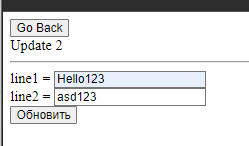 Go Back
Update 2
line1 = Hello123
line2 = asd123
Обновить